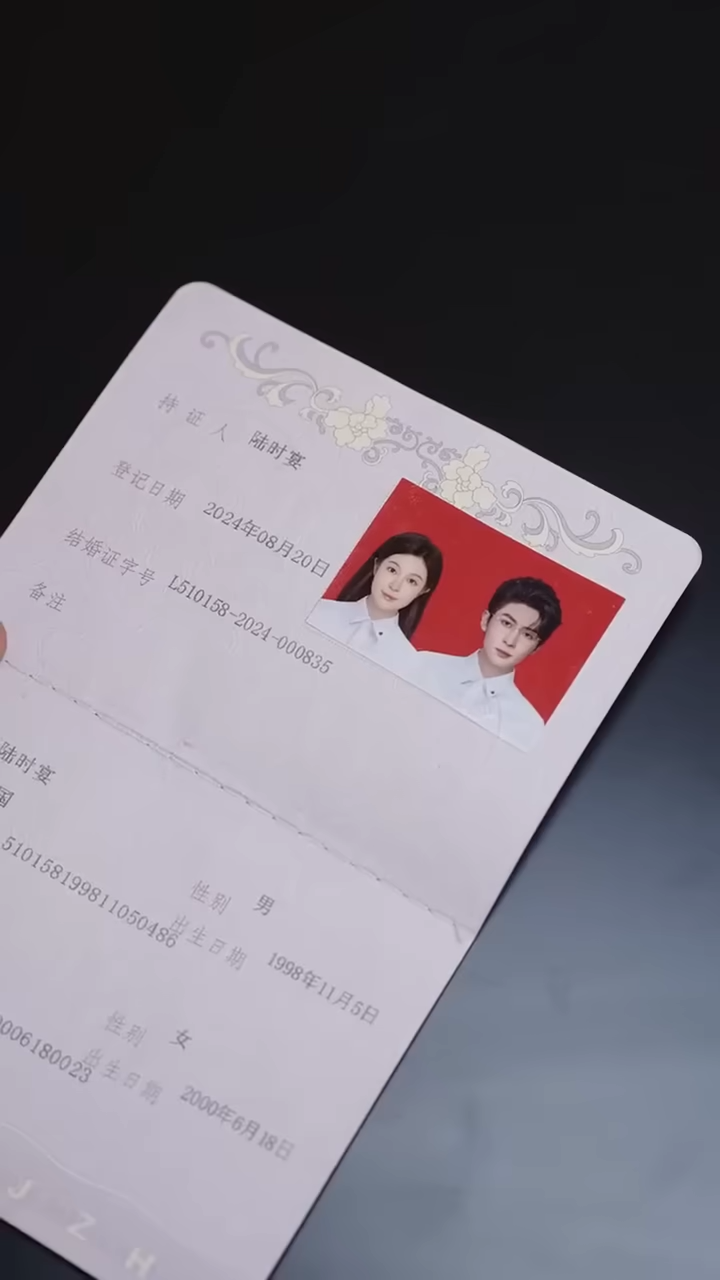 持证人 陆时宴
登记日期 2024年08月20日
结婚证字号 L510158-2024-000835
备注
陆时宴
性别 男
国
出生日期 1998年11月5日
510158199811050486
性别 女
出生日期 2000年6月18日
006180023
J Z H